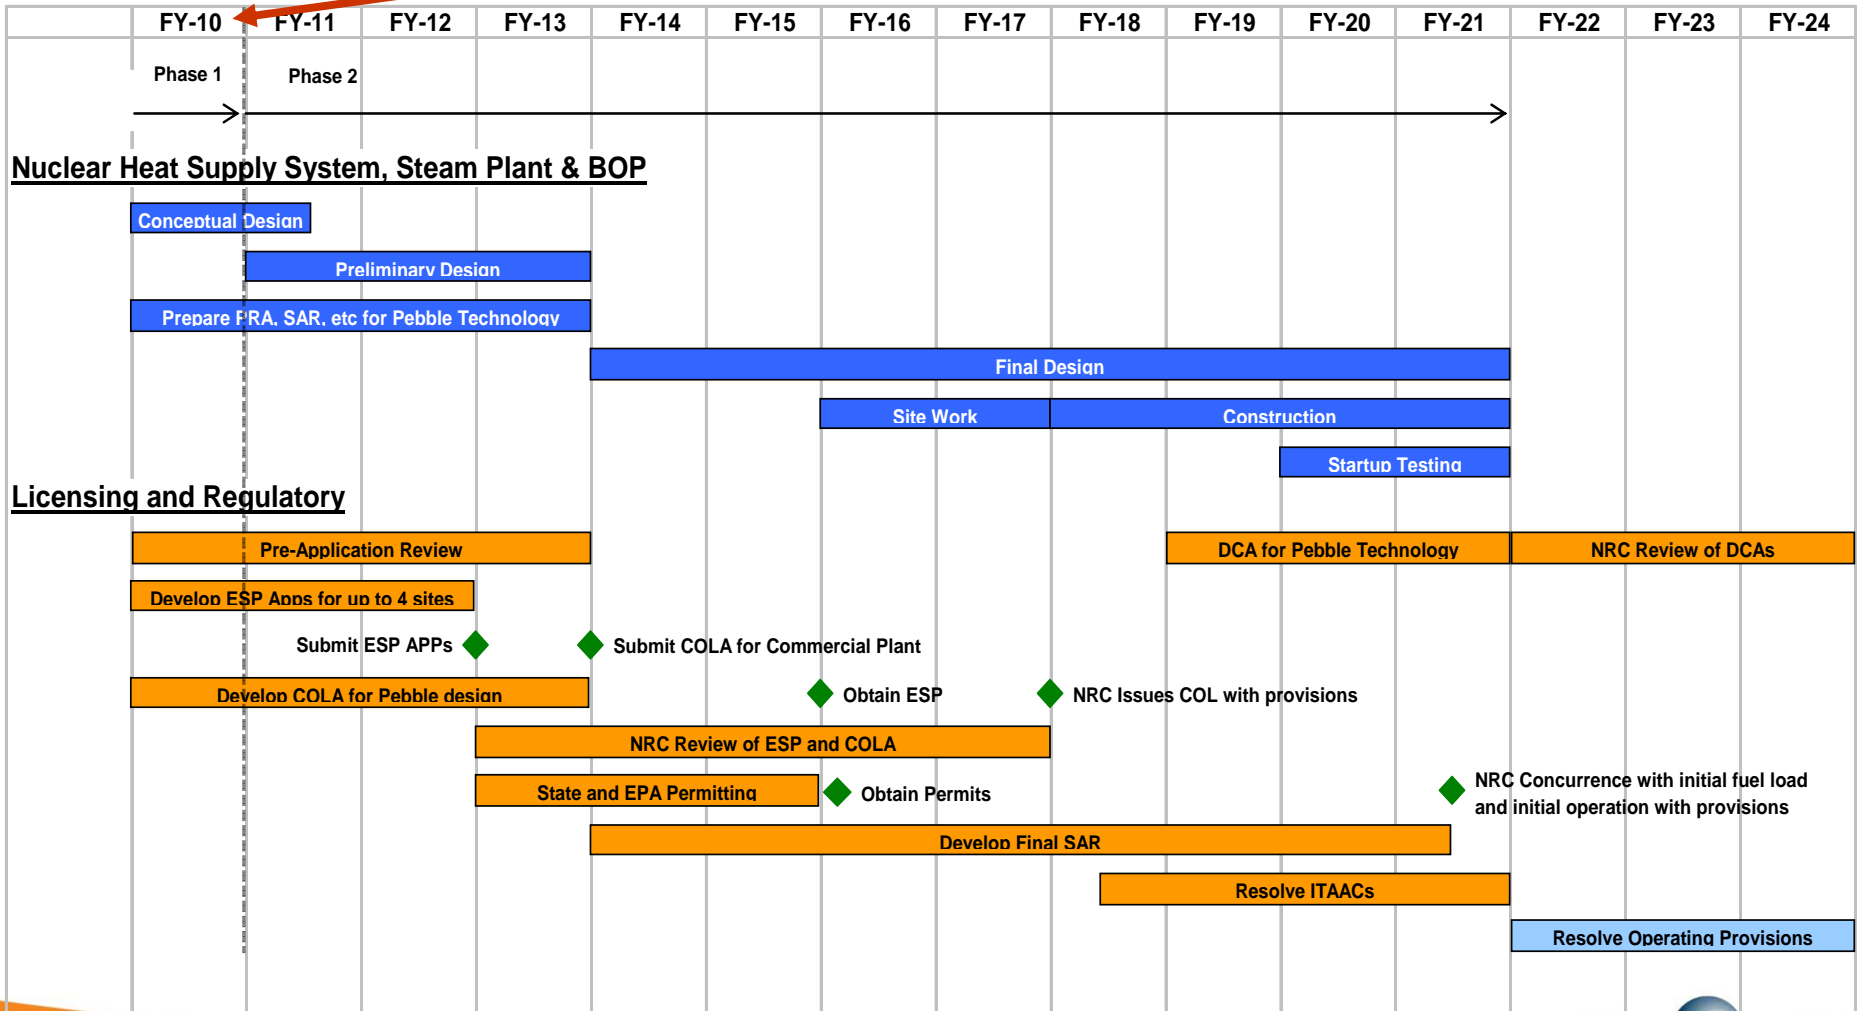 FY-10 FY-11 FY-12 FY-13 FY-14 FY-15 FY-16 FY-17 FY-18 FY-19 FY-20 FY-21 FY-22 FY-23 FY-24
Phase 1 Phase 2
Nuclear Heat Supply System, Steam Plant & BOP
Conceptual Design
Preliminary Design
Prepare PRA, SAR, etc for Pebble Technology
Final Design
Site Work Construction
Startup Testing
Licensing and Regulatory
Pre-Application Review DCA for Pebble Technology NRC Review of DCAs
Develop ESP Apps for up to 4 sites
Submit ESP APPs Submit COLA for Commercial Plant
Develop COLA for Pebble design Obtain ESP NRC Issues COL with provisions
NRC Review of ESP and COLA
State and EPA Permitting Obtain Permits
NRC Concurrence with initial fuel load
and initial operation with provisions
Develop Final SAR
Resolve ITAACs
Resolve Operating Provisions